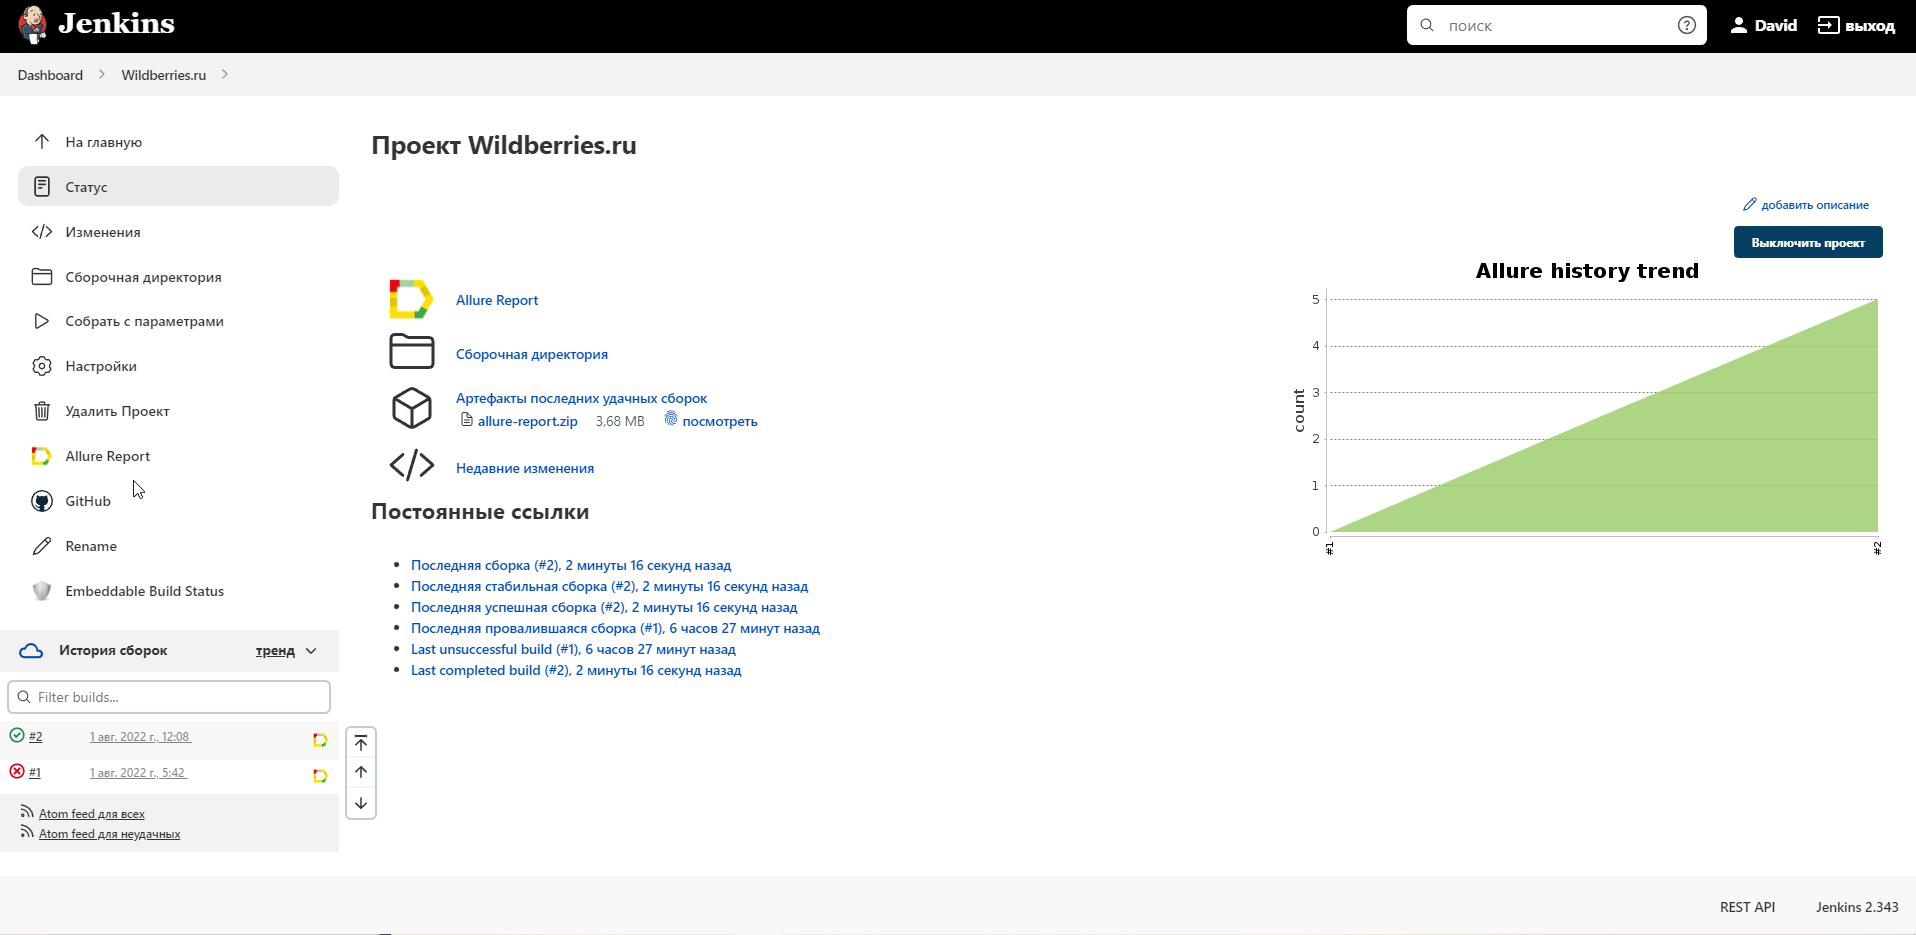 Jenkins
поиск
David
выход
Dashboard
Wildberries.ru
На главную
Статус
Изменения
Сборочная директория
Собрать с параметрами
Настройки
Удалить Проект
Allure Report
GitHub
Rename
Embeddable Build Status
История сборок
тренд
Filter builds...
#2 1 авг. 2022 г., 12:08
#1 1 авг. 2022 г., 5:42
Atom feed для всех
Atom feed для неудачных
Проект Wildberries.ru
добавить описание
Выключить проект
Allure Report
Сборочная директория
Артефакты последних удачных сборок
allure-report.zip 3,68 MB посмотреть
Недавние изменения
Постоянные ссылки
Последняя сборка (#2), 2 минуты 16 секунд назад
Последняя стабильная сборка (#2), 2 минуты 16 секунд назад
Последняя успешная сборка (#2), 2 минуты 16 секунд назад
Последняя провалившаяся сборка (#1), 6 часов 27 минут назад
Last unsuccessful build (#1), 6 часов 27 минут назад
Last completed build (#2), 2 минуты 16 секунд назад
Allure history trend
count
5
4
3
2
1
0
#1
#2
REST API
Jenkins 2.343